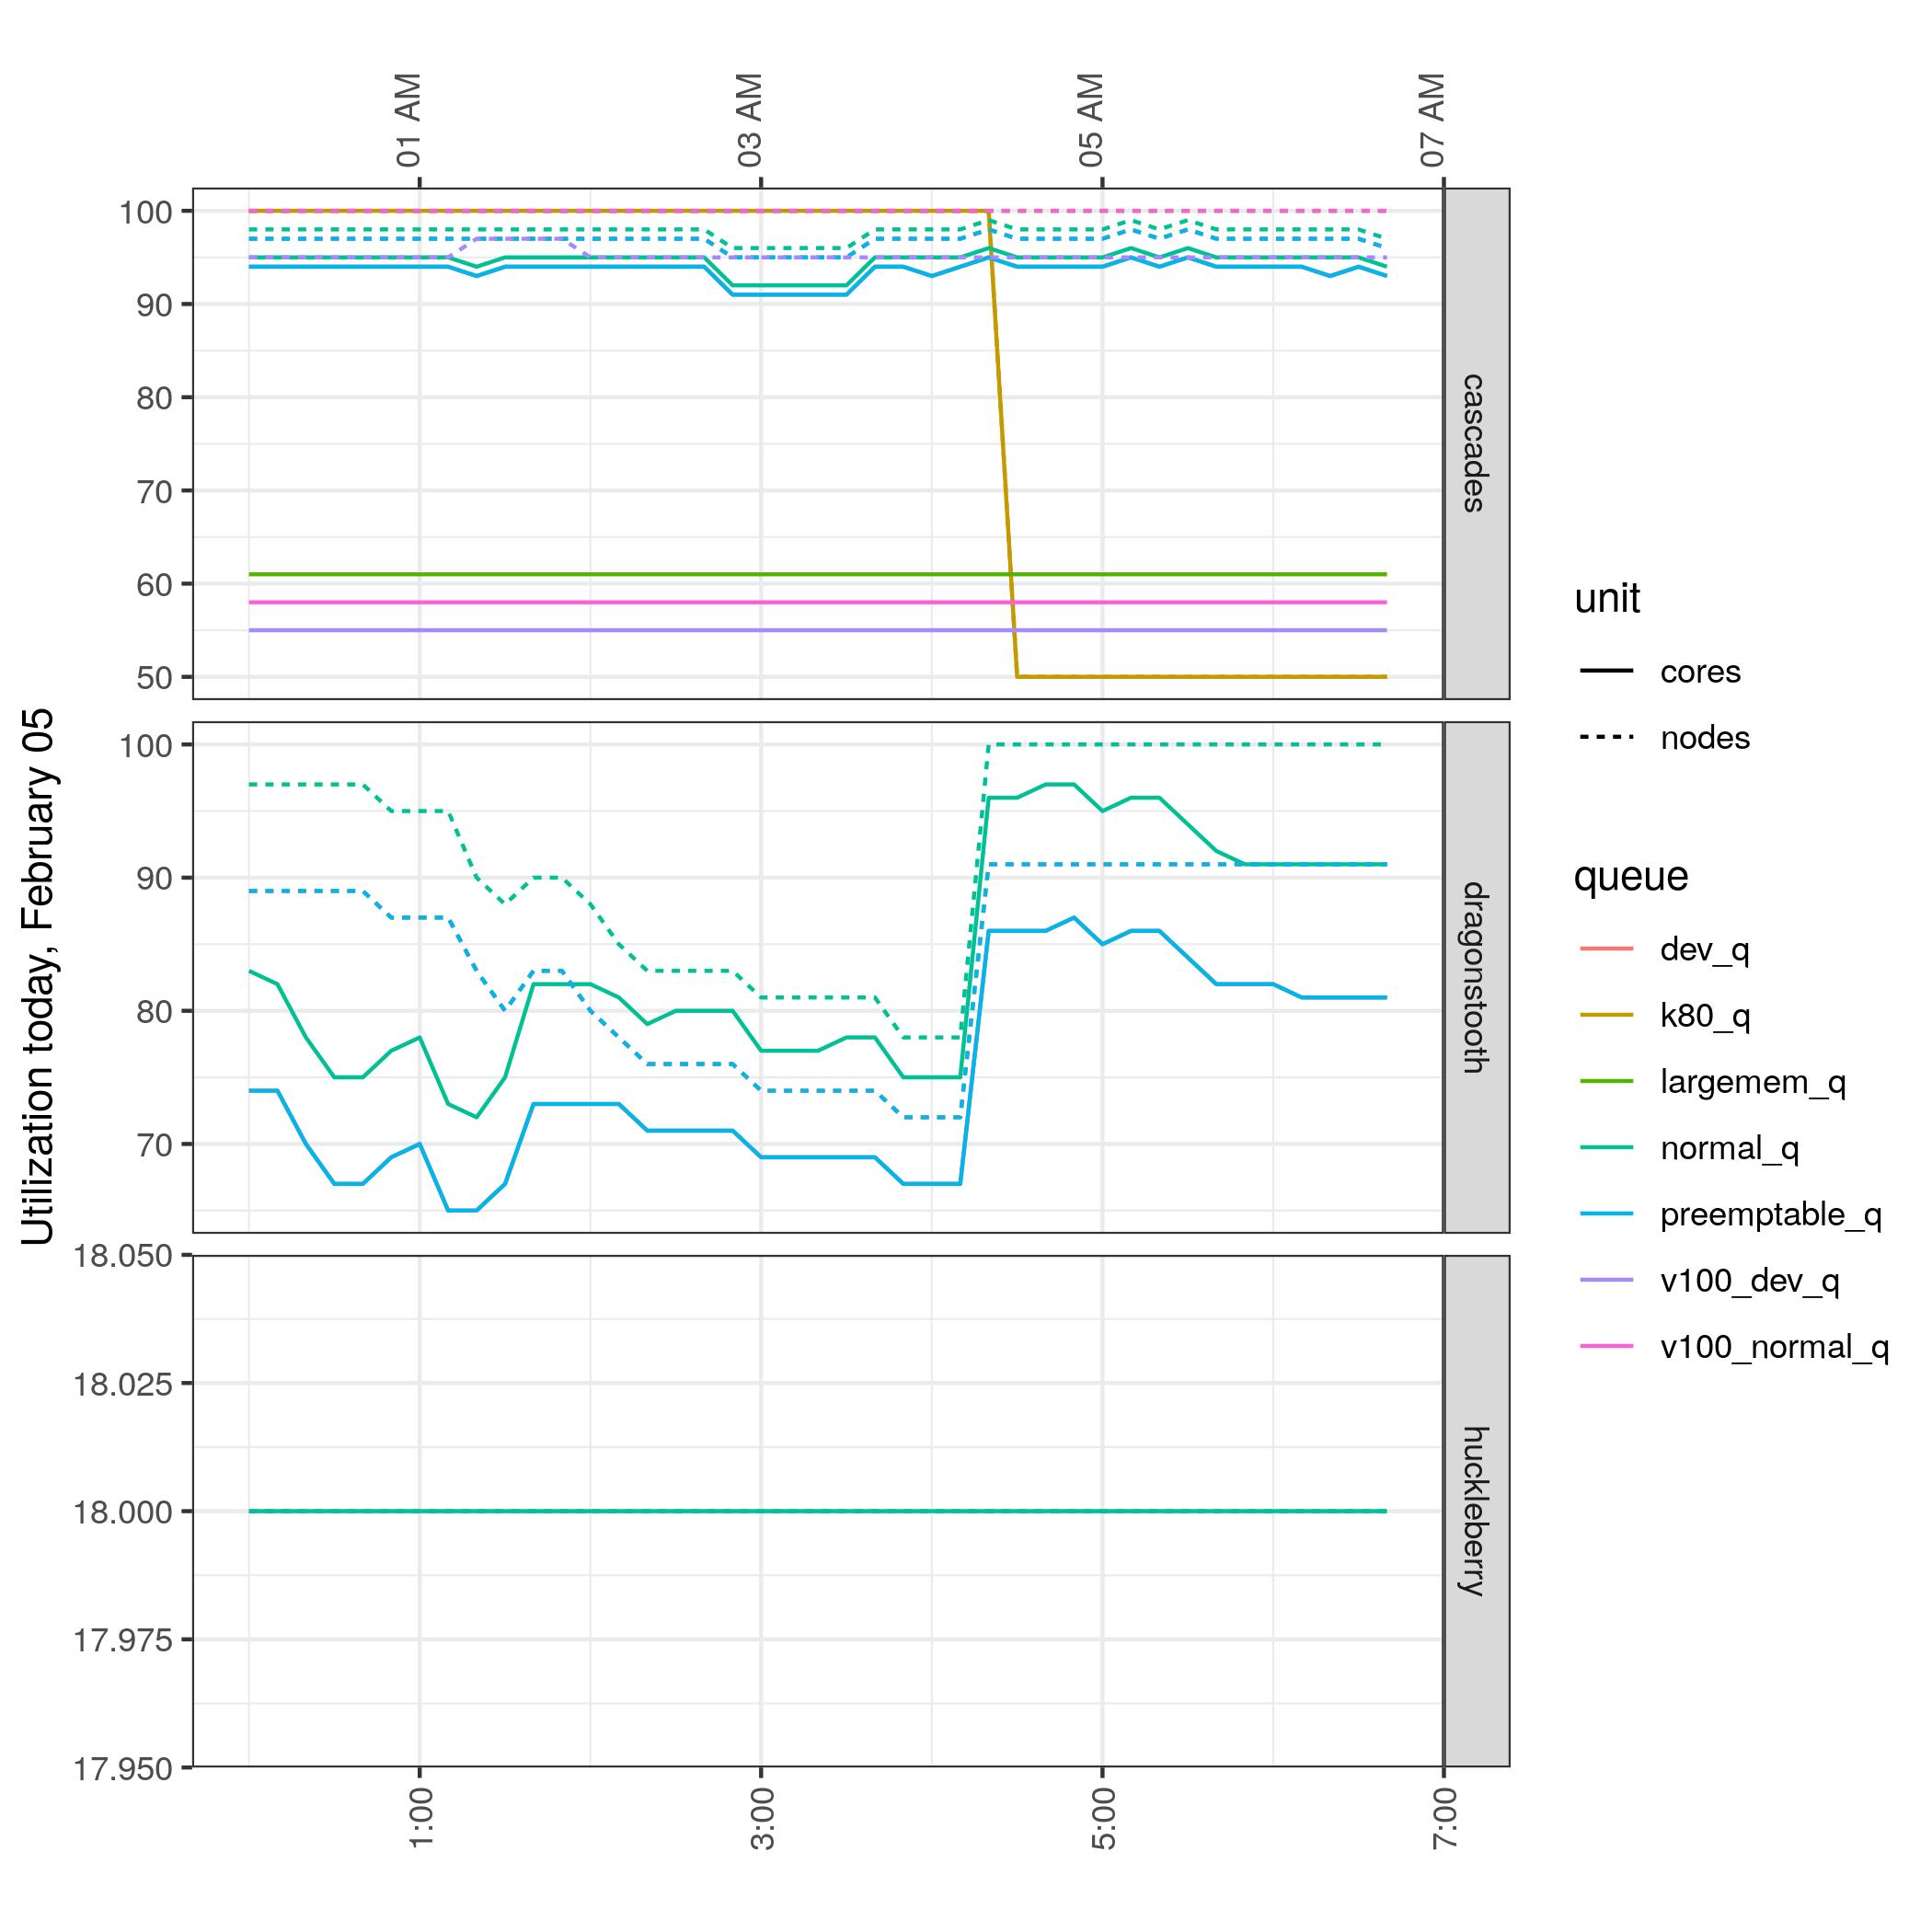 01 AM
03 AM
05 AM
07 AM
Utilization today, February 05
100
90
80
70
60
50
cascades
100
90
80
70
dragonstooth
18.050
18.025
18.000
17.975
17.950
huckleberry
1:00
3:00
5:00
7:00
unit
cores
nodes
queue
dev_q
k80_q
largemem_q
normal_q
preemptable_q
v100_dev_q
v100_normal_q